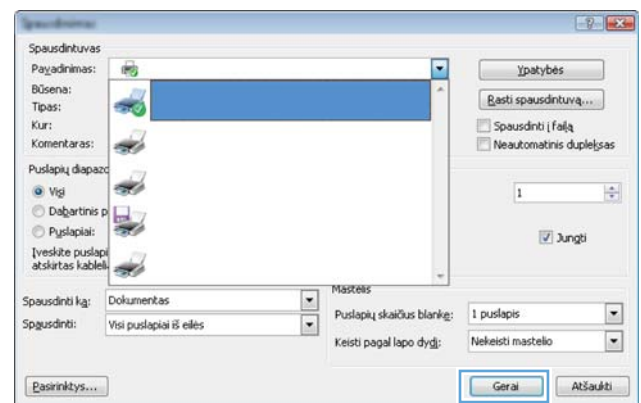 Spausdintuvas
Pavadinimas:
Ypatybės
Būsena:
Rasti spausdintuvą...
Tipas:
Kur:
Spausdinti į failą
Komentaras:
Neautomatinis dupleksas
Puslapių diapazo
Visi
1
Dabartinis p
Puslapiai:
Jungti
Įveskite puslapi
atskirtas kableli
Mastelis
Spausdinti ką: Dokumentas
Puslapių skaičius blanke: 1 puslapis
Spausdinti: Visi puslapiai iš eilės
Keisti pagal lapo dydį: Nekeisti mastelio
Pasirinktys...
Gerai
Atšaukti